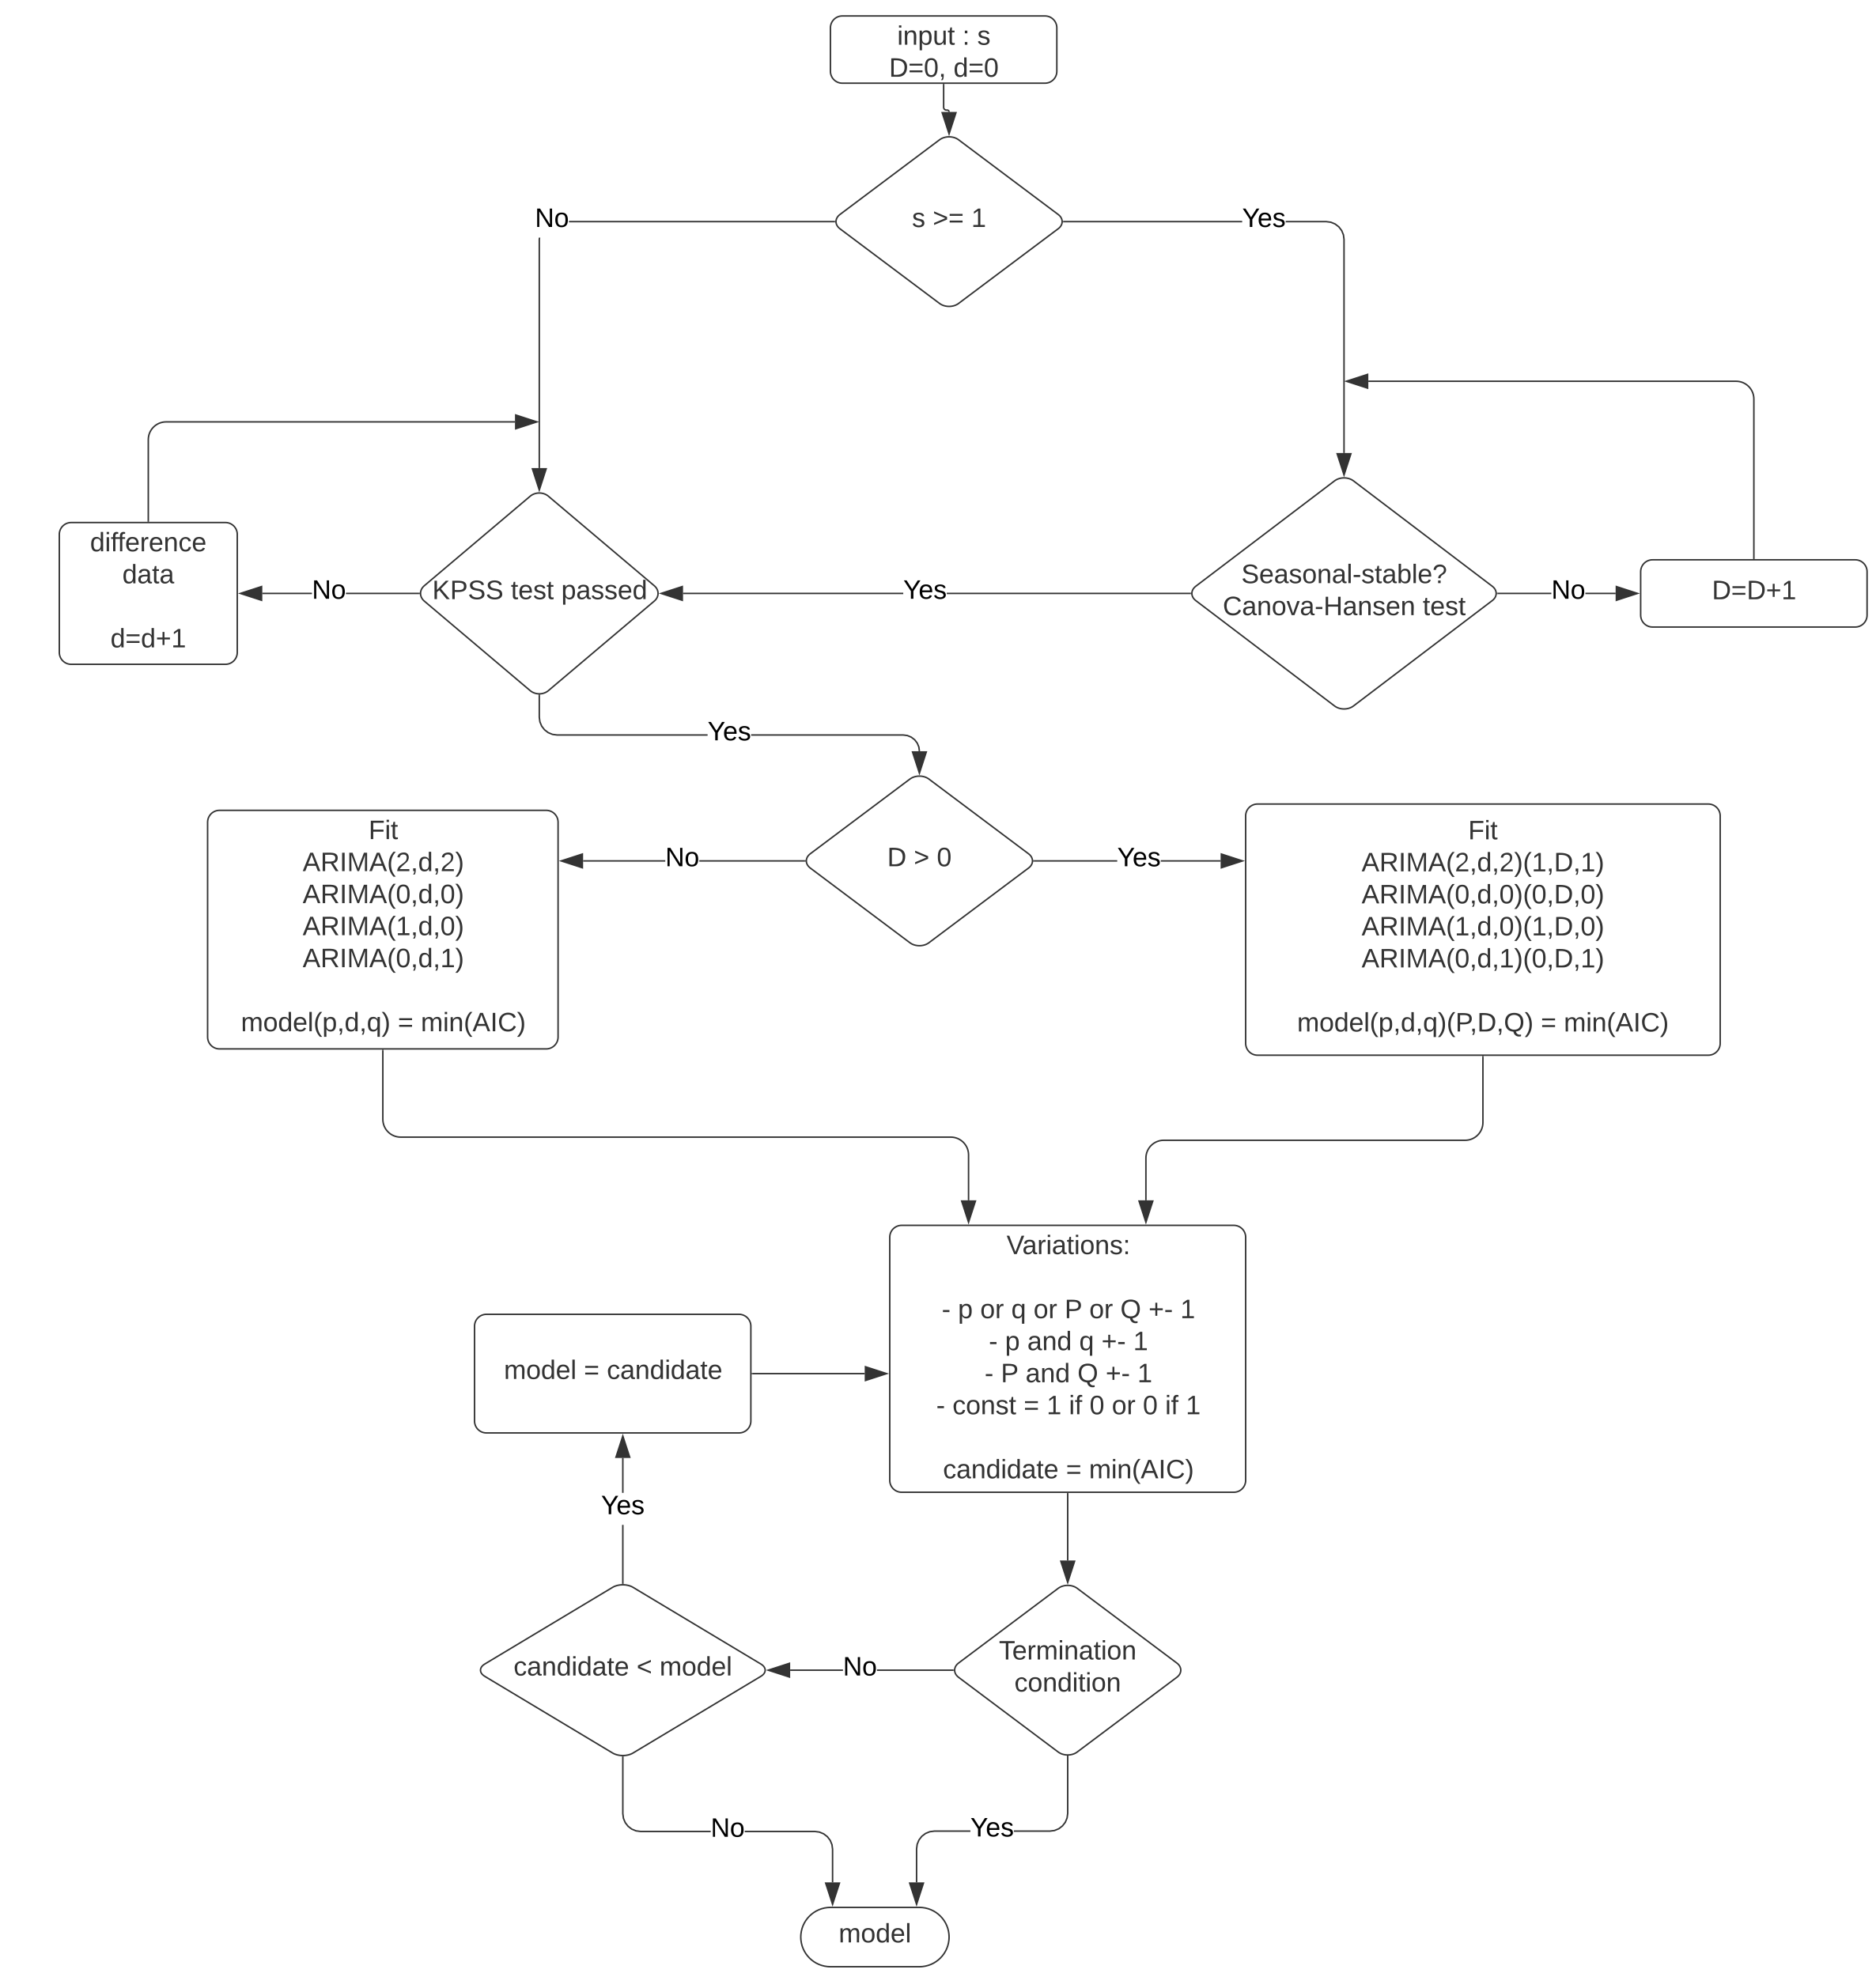 input : s
D=0, d=0
s >= 1
No
Yes
difference
data
d=d+1
No
KPSS test passed
Yes
Seasonal-stable?
Canova-Hansen test
No
D=D+1
Yes
Fit
ARIMA(2,d,2)
ARIMA(0,d,0)
ARIMA(1,d,0)
ARIMA(0,d,1)
model(p,d,q) = min(AIC)
No
D > 0
Yes
Fit
ARIMA(2,d,2)(1,D,1)
ARIMA(0,d,0)(0,D,0)
ARIMA(1,d,0)(1,D,0)
ARIMA(0,d,1)(0,D,1)
model(p,d,q)(P,D,Q) = min(AIC)
Variations:
- p or q or P or Q +- 1
- p and q +- 1
- P and Q +- 1
- const = 1 if 0 or 0 if 1
candidate = min(AIC)
model = candidate
Yes
candidate < model
No
Termination
condition
No
Yes
model